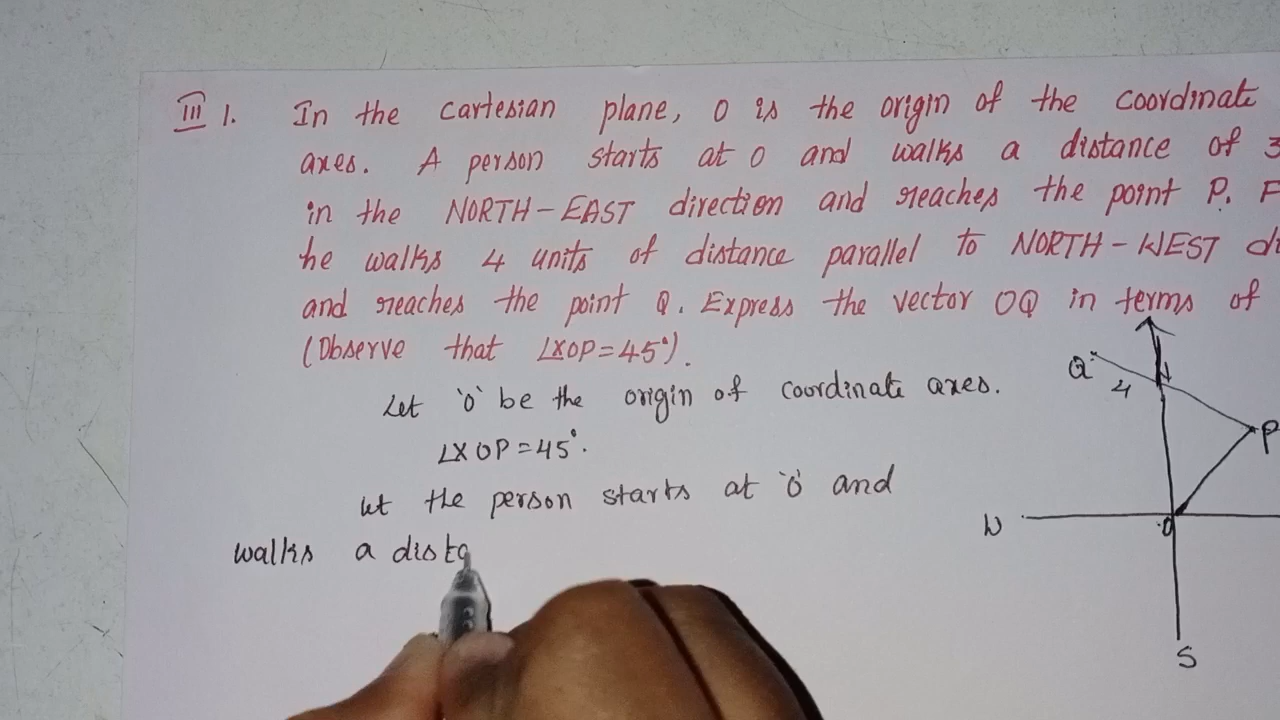 III 1. In the cartesian plane, O is the origin of the coordinate
axes. A person starts at O and walks a distance of 3
in the NORTH-EAST direction and reaches the point P. F
he walks 4 units of distance parallel to NORTH-WEST di
and reaches the point Q. Express the vector OQ in terms of
(Observe that ∠XOP=45°).
Let 'O' be the origin of coordinate axes.
∠XOP=45°.
Let the person starts at 'O' and
walks a dista
N
Q
4
P
W
O
S